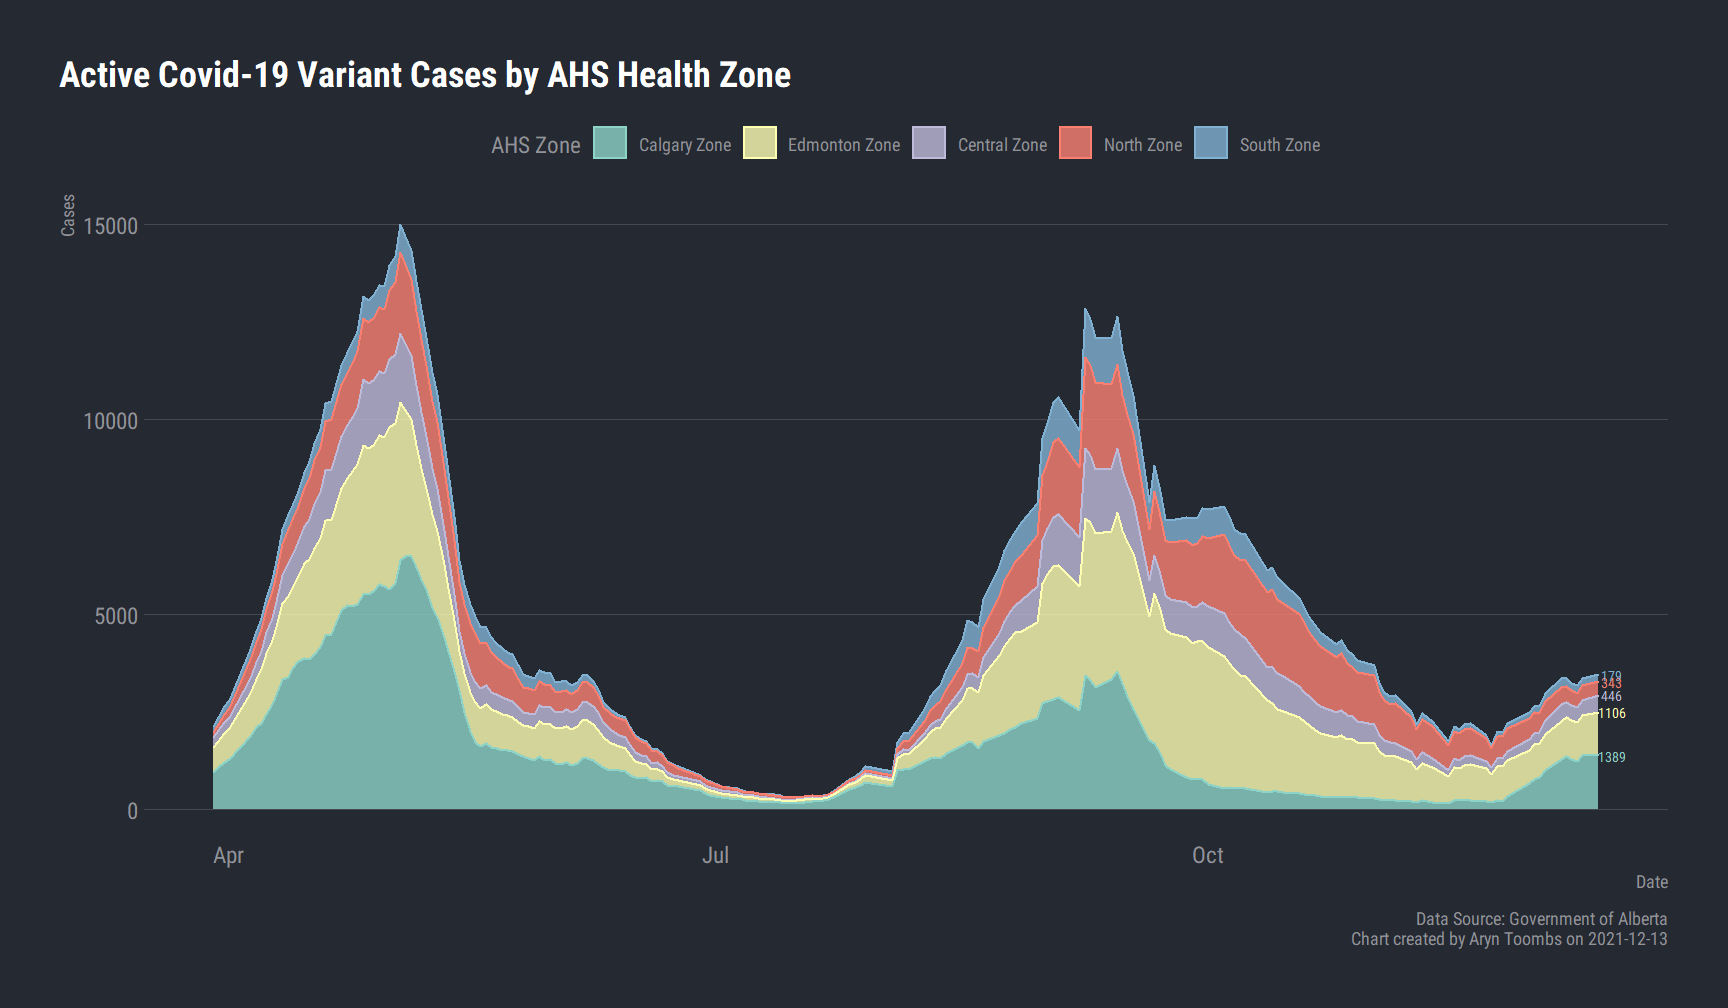 Active Covid-19 Variant Cases by AHS Health Zone
AHS Zone Calgary Zone Edmonton Zone Central Zone North Zone South Zone
Cases
15000
10000
5000
0
179
343
446
1106
1389
Apr Jul Oct
Date
Data Source: Government of Alberta
Chart created by Aryn Toombs on 2021-12-13